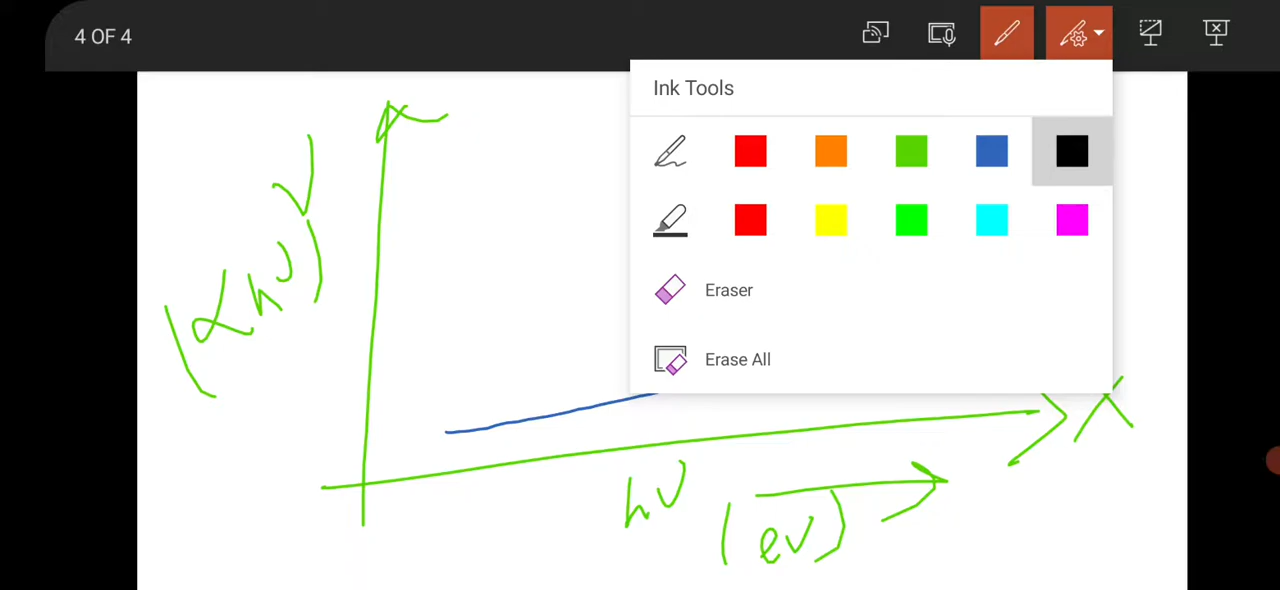 4 OF 4
Ink Tools
Eraser
Erase All
(αhν)
X
hν
(eV)